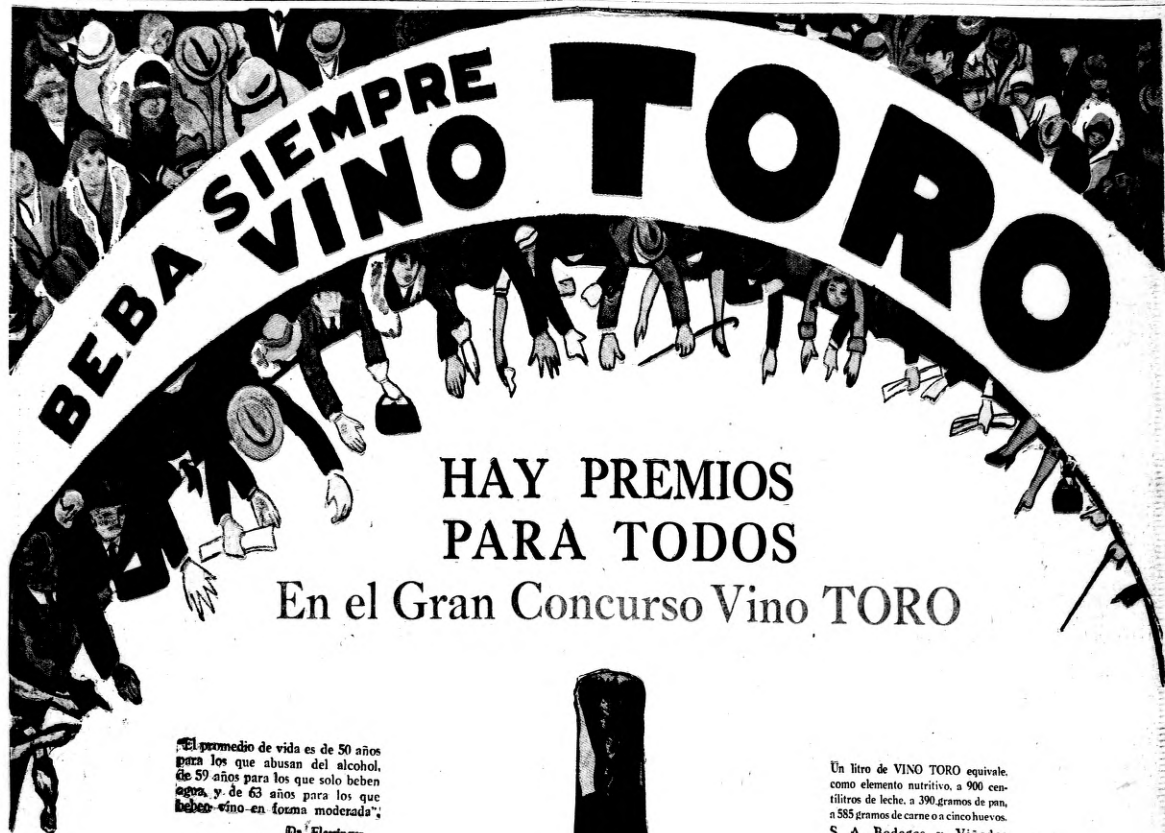 BEBA SIEMPRE
VINO TORO
HAY PREMIOS
PARA TODOS
En el Gran Concurso Vino TORO
"El promedio de vida es de 50 años
para los que abusan del alcohol,
de 59 años para los que solo beben
agua, y de 63 años para los que
beben vino en forma moderada",
Un litro de VINO TORO equivale,
como elemento nutritivo, a 900 cen-
tilitros de leche, a 390 gramos de pan,
a 585 gramos de carne o a cinco huevos.
S. A. Bodegas y Viñedos